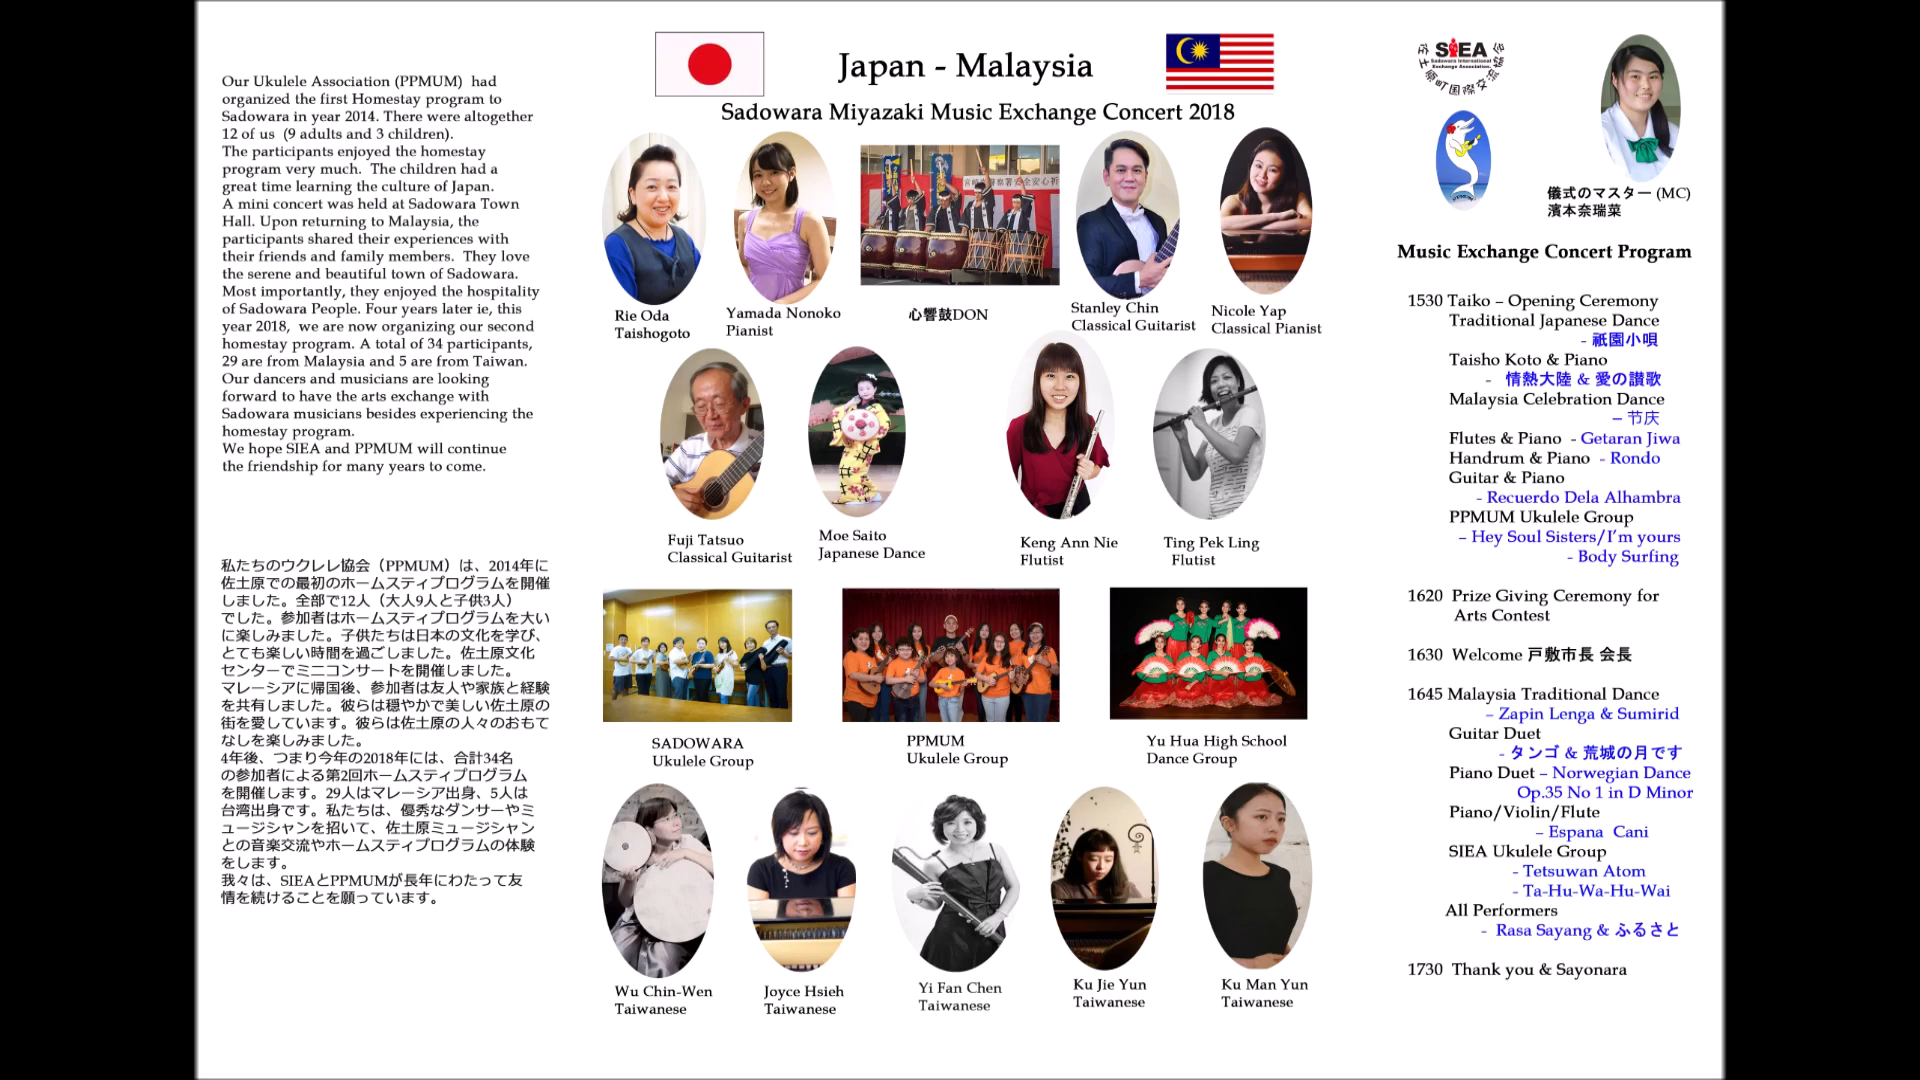 Our Ukulele Association (PPMUM) had
organized the first Homestay program to
Sadowara in year 2014. There were altogether
12 of us (9 adults and 3 children).
The participants enjoyed the homestay
program very much. The children had a
great time learning the culture of Japan.
A mini concert was held at Sadowara Town
Hall. Upon returning to Malaysia, the
participants shared their experiences with
their friends and family members. They love
the serene and beautiful town of Sadowara.
Most importantly, they enjoyed the hospitality
of Sadowara People. Four years later ie, this
year 2018, we are now organizing our second
homestay program. A total of 34 participants,
29 are from Malaysia and 5 are from Taiwan.
Our dancers and musicians are looking
forward to have the arts exchange with
Sadowara musicians besides experiencing the
homestay program.
We hope SIEA and PPMUM will continue
the friendship for many years to come.
私たちのウクレレ協会（PPMUM）は、2014年に
佐土原での最初のホームスティプログラムを開催
しました。全部で12人（大人9人と子供3人）
でした。参加者はホームスティプログラムを大い
に楽しみました。子供たちは日本の文化を学び、
とても楽しい時間を過ごしました。佐土原文化
センターでミニコンサートを開催しました。
マレーシアに帰国後、参加者は友人や家族と経験
を共有しました。彼らは穏やかで美しい佐土原の
街を愛しています。彼らは佐土原の人々のおもて
なしを楽しみました。
4年後、つまり今年の2018年には、合計34名
の参加者による第2回ホームスティプログラム
を開催します。29人はマレーシア出身、5人は
台湾出身です。私たちは、優秀なダンサーやミ
ュージシャンを招いて、佐土原ミュージシャン
との音楽交流やホームスティプログラムの体験
をします。
我々は、SIEAとPPMUMが長年にわたって友
情を続けることを願っています。
Japan - Malaysia
Sadowara Miyazaki Music Exchange Concert 2018
Rie Oda
Taishogoto
Yamada Nonoko
Pianist
心響鼓DON
Stanley Chin
Classical Guitarist
Nicole Yap
Classical Pianist
Fuji Tatsuo
Classical Guitarist
Moe Saito
Japanese Dance
Keng Ann Nie
Flutist
Ting Pek Ling
Flutist
SADOWARA
Ukulele Group
PPMUM
Ukulele Group
Yu Hua High School
Dance Group
Wu Chin-Wen
Taiwanese
Joyce Hsieh
Taiwanese
Yi Fan Chen
Taiwanese
Ku Jie Yun
Taiwanese
Ku Man Yun
Taiwanese
SIEA
Sadowara International
Exchange Association.
佐土原町国際交流協会
儀式のマスター (MC)
濱本奈瑞菜
Music Exchange Concert Program
1530 Taiko – Opening Ceremony
Traditional Japanese Dance
- 祇園小唄
Taisho Koto & Piano
- 情熱大陸 & 愛の讃歌
Malaysia Celebration Dance
– 节庆
Flutes & Piano - Getaran Jiwa
Handrum & Piano - Rondo
Guitar & Piano
- Recuerdo Dela Alhambra
PPMUM Ukulele Group
– Hey Soul Sisters/I'm yours
- Body Surfing
1620 Prize Giving Ceremony for
Arts Contest
1630 Welcome 戸敷市長 会長
1645 Malaysia Traditional Dance
– Zapin Lenga & Sumirid
Guitar Duet
- タンゴ & 荒城の月です
Piano Duet – Norwegian Dance
Op.35 No 1 in D Minor
Piano/Violin/Flute
– Espana Cani
SIEA Ukulele Group
- Tetsuwan Atom
- Ta-Hu-Wa-Hu-Wai
All Performers
- Rasa Sayang & ふるさと
1730 Thank you & Sayonara